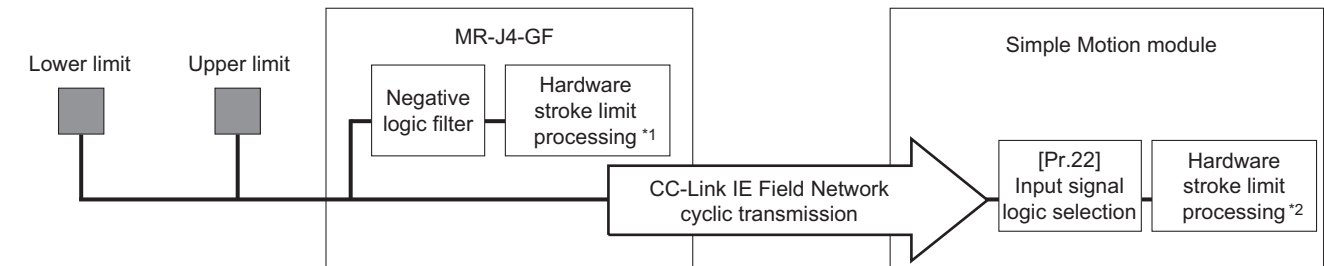 MR-J4-GF
Simple Motion module
Lower limit
Upper limit
Negative
logic filter
Hardware
stroke limit
processing *1
CC-Link IE Field Network
cyclic transmission
[Pr.22]
Input signal
logic selection
Hardware
stroke limit
processing *2